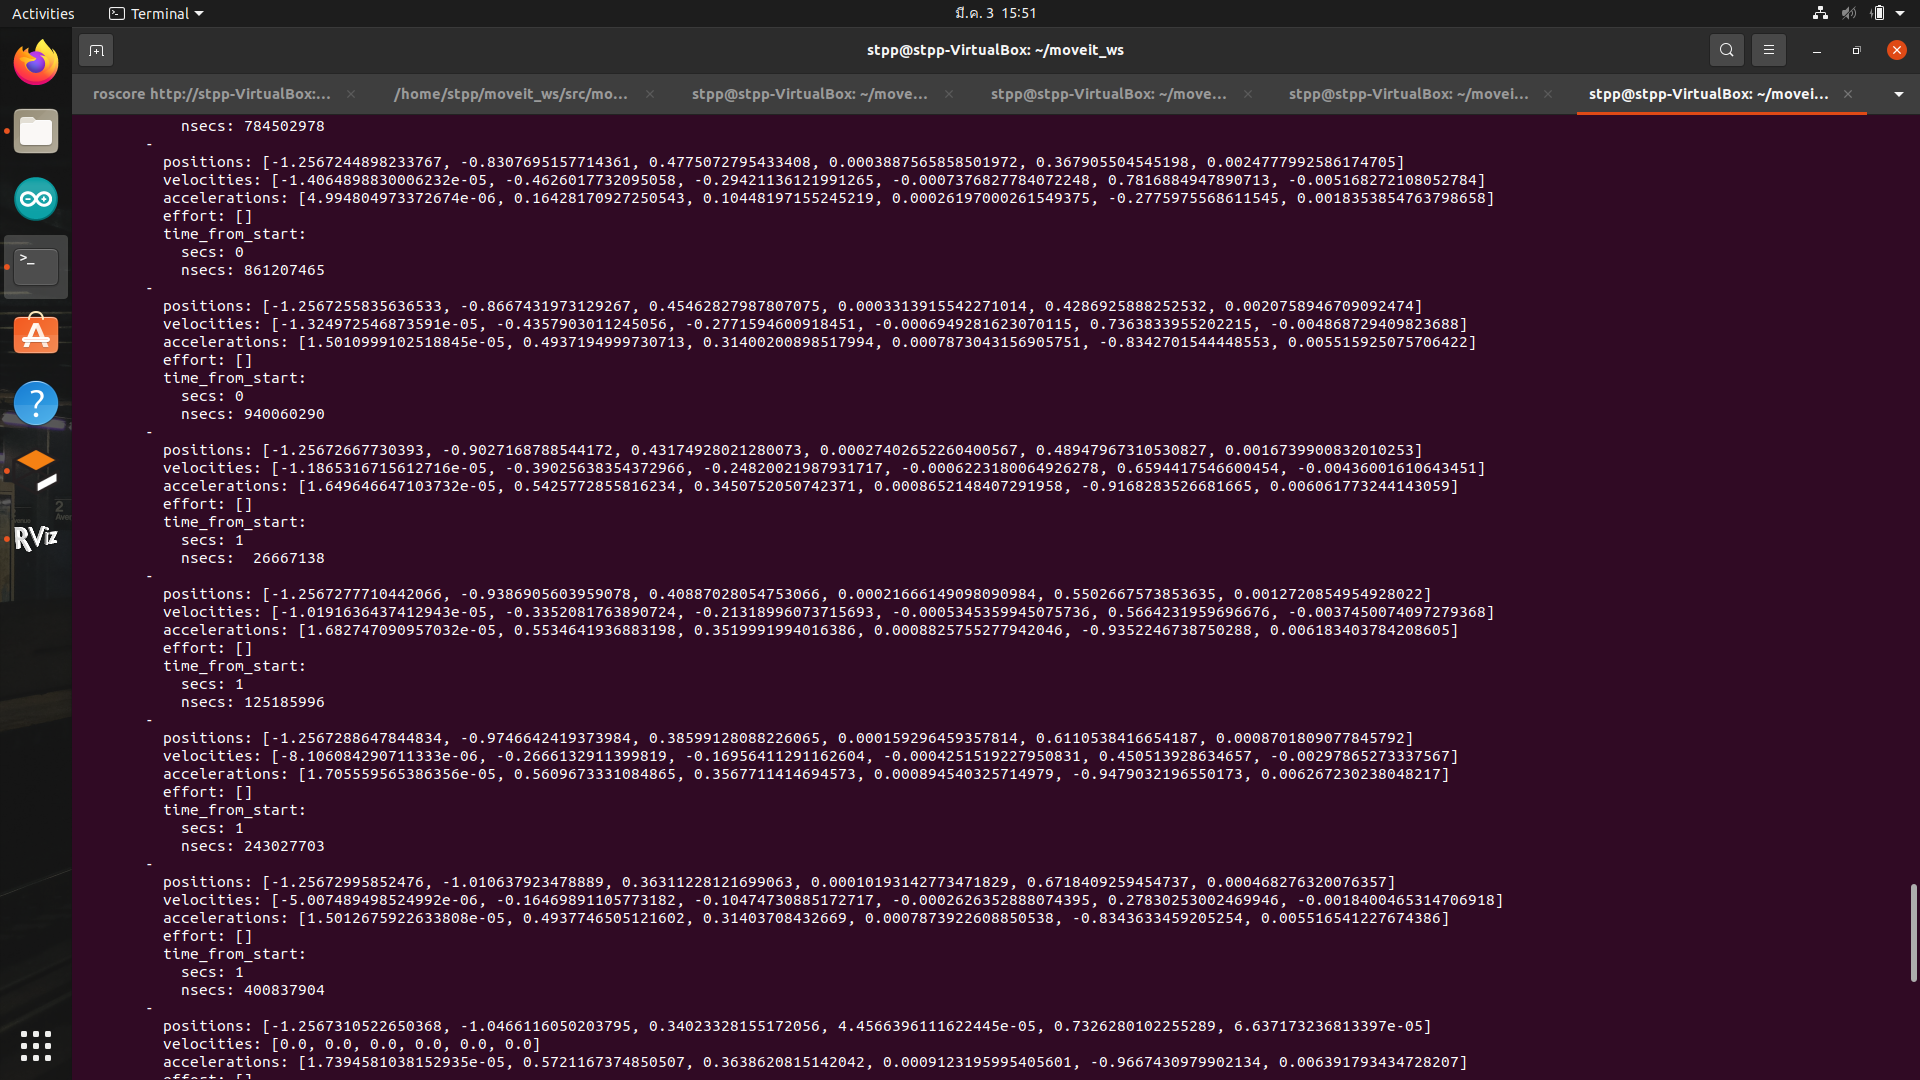 Activities
Terminal
มี.ค. 3 15:51
stpp@stpp-VirtualBox: ~/moveit_ws
roscore http://stpp-VirtualBox:...
/home/stpp/moveit_ws/src/mo...
stpp@stpp-VirtualBox: ~/move...
stpp@stpp-VirtualBox: ~/move...
stpp@stpp-VirtualBox: ~/movei...
stpp@stpp-VirtualBox: ~/movei...
nsecs: 784502978
-
positions: [-1.2567244898233767, -0.8307695157714361, 0.4775072795433408, 0.0003887565858501972, 0.367905504545198, 0.0024777992586174705]
velocities: [-1.4064898830006232e-05, -0.4626017732095058, -0.29421136121991265, -0.0007376827784072248, 0.7816884947890713, -0.005168272108052784]
accelerations: [4.994804973372674e-06, 0.16428170927250543, 0.10448197155245219, 0.00026197000261549375, -0.2775975568611545, 0.0018353854763798658]
effort: []
time_from_start:
secs: 0
nsecs: 861207465
-
positions: [-1.2567255835636533, -0.8667431973129267, 0.45462827987807075, 0.0003313915542271014, 0.4286925888252532, 0.0020758946709092474]
velocities: [-1.324972546873591e-05, -0.4357903011245056, -0.2771594600918451, -0.0006949281623070115, 0.7363833955202215, -0.004868729409823688]
accelerations: [1.5010999102518845e-05, 0.4937194999730713, 0.31400200898517994, 0.0007873043156905751, -0.8342701544448553, 0.005515925075706422]
effort: []
time_from_start:
secs: 0
nsecs: 940060290
-
positions: [-1.25672667730393, -0.9027168788544172, 0.43174928021280073, 0.00027402652260400567, 0.48947967310530827, 0.0016739900832010253]
velocities: [-1.1865316715612716e-05, -0.39025638354372966, -0.24820021987931717, -0.0006223180064926278, 0.6594417546600454, -0.00436001610643451]
accelerations: [1.649646647103732e-05, 0.5425772855816234, 0.3450752050742371, 0.0008652148407291958, -0.9168283526681665, 0.006061773244143059]
effort: []
time_from_start:
secs: 1
nsecs:  26667138
-
positions: [-1.2567277710442066, -0.9386905603959078, 0.40887028054753066, 0.00021666149098090984, 0.5502667573853635, 0.0012720854954928022]
velocities: [-1.0191636437412943e-05, -0.3352081763890724, -0.21318996073715693, -0.0005345359945075736, 0.5664231959696676, -0.0037450074097279368]
accelerations: [1.682747090957032e-05, 0.5534641936883198, 0.3519991994016386, 0.0008825755277942046, -0.9352246738750288, 0.006183403784208605]
effort: []
time_from_start:
secs: 1
nsecs: 125185996
-
positions: [-1.2567288647844834, -0.9746642419373984, 0.38599128088226065, 0.000159296459357814, 0.6110538416654187, 0.0008701809077845792]
velocities: [-8.106084290711333e-06, -0.2666132911399819, -0.16956411291162604, -0.0004251519227950831, 0.450513928634657, -0.00297865273337567]
accelerations: [1.705559565386356e-05, 0.5609673331084865, 0.3567711414694573, 0.000894540325714979, -0.9479032196550173, 0.006267230238048217]
effort: []
time_from_start:
secs: 1
nsecs: 243027703
-
positions: [-1.25672995852476, -1.010637923478889, 0.36311228121699063, 0.00010193142773471829, 0.6718409259454737, 0.000468276320076357]
velocities: [-5.007489498524992e-06, -0.16469891105773182, -0.10474730885172717, -0.0002626352888074395, 0.27830253002469946, -0.0018400465314706918]
accelerations: [1.5012675922633808e-05, 0.4937746505121602, 0.31403708432669, 0.0007873922608850538, -0.8343633459205254, 0.005516541227674386]
effort: []
time_from_start:
secs: 1
nsecs: 400837904
-
positions: [-1.2567310522650368, -1.0466116050203795, 0.34023328155172056, 4.4566396111622445e-05, 0.7326280102255289, 6.637173236813397e-05]
velocities: [0.0, 0.0, 0.0, 0.0, 0.0, 0.0]
accelerations: [1.7394581038152935e-05, 0.5721167374850507, 0.3638620815142042, 0.0009123195995405601, -0.9667430979902134, 0.006391793434728207]
effort: []
RViz